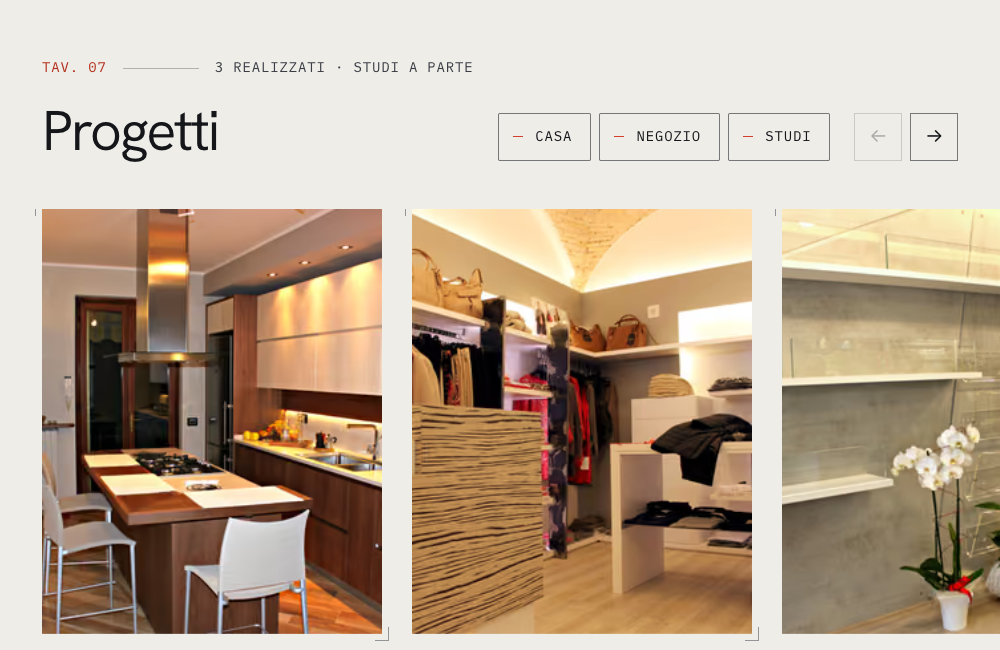 TAV. 07 3 REALIZZATI · STUDI A PARTE
Progetti
— CASA — NEGOZIO — STUDI ← →